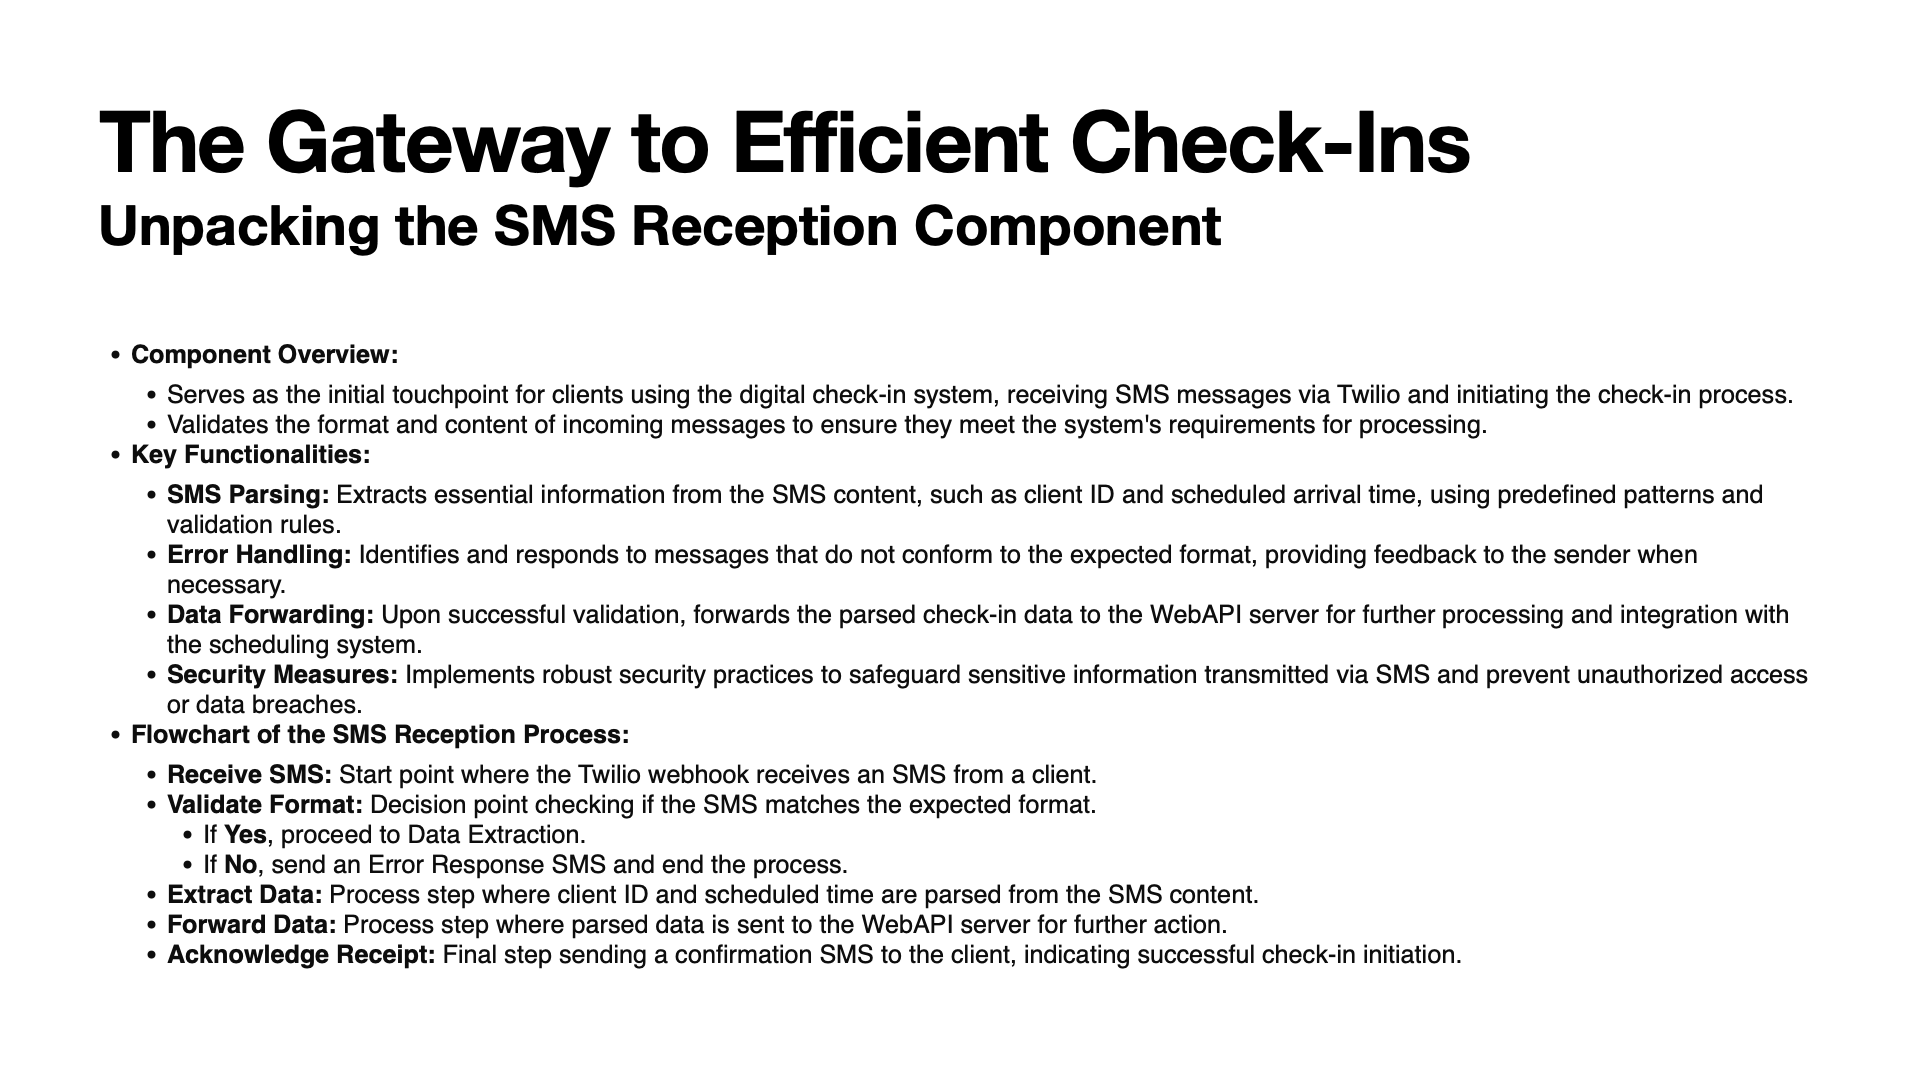 The Gateway to Efficient Check-Ins
Unpacking the SMS Reception Component
• Component Overview:
• Serves as the initial touchpoint for clients using the digital check-in system, receiving SMS messages via Twilio and initiating the check-in process.
• Validates the format and content of incoming messages to ensure they meet the system's requirements for processing.
• Key Functionalities:
• SMS Parsing: Extracts essential information from the SMS content, such as client ID and scheduled arrival time, using predefined patterns and
validation rules.
• Error Handling: Identifies and responds to messages that do not conform to the expected format, providing feedback to the sender when
necessary.
• Data Forwarding: Upon successful validation, forwards the parsed check-in data to the WebAPI server for further processing and integration with
the scheduling system.
• Security Measures: Implements robust security practices to safeguard sensitive information transmitted via SMS and prevent unauthorized access
or data breaches.
• Flowchart of the SMS Reception Process:
• Receive SMS: Start point where the Twilio webhook receives an SMS from a client.
• Validate Format: Decision point checking if the SMS matches the expected format.
• If Yes, proceed to Data Extraction.
• If No, send an Error Response SMS and end the process.
• Extract Data: Process step where client ID and scheduled time are parsed from the SMS content.
• Forward Data: Process step where parsed data is sent to the WebAPI server for further action.
• Acknowledge Receipt: Final step sending a confirmation SMS to the client, indicating successful check-in initiation.